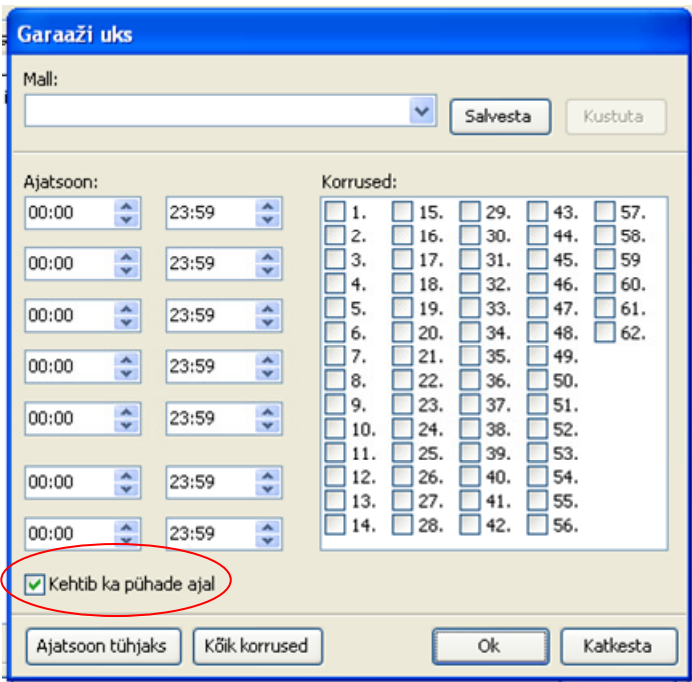 Garaaži uks
Mall:
Salvesta Kustuta
Ajatsoon: Korrused:
00:00 23:59 1. 15. 29. 43. 57.
2. 16. 30. 44. 58.
00:00 23:59 3. 17. 31. 45. 59
4. 18. 32. 46. 60.
00:00 23:59 5. 19. 33. 47. 61.
6. 20. 34. 48. 62.
00:00 23:59 7. 21. 35. 49.
8. 22. 36. 50.
00:00 23:59 9. 23. 37. 51.
10. 24. 38. 52.
11. 25. 39. 53.
00:00 23:59 12. 26. 40. 54.
13. 27. 41. 55.
00:00 23:59 14. 28. 42. 56.
Kehtib ka pühade ajal
Ajatsoon tühjaks Kõik korrused Ok Katkesta